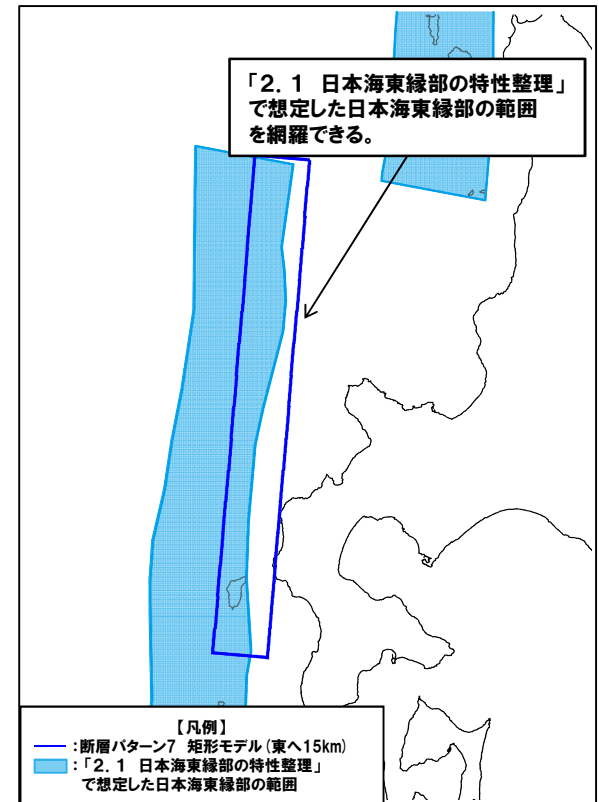 「2.1 日本海東縁部の特性整理」
で想定した日本海東縁部の範囲
を網羅できる。
【凡例】
:断層パターン7 矩形モデル(東へ15km)
:「2.1 日本海東縁部の特性整理」
で想定した日本海東縁部の範囲